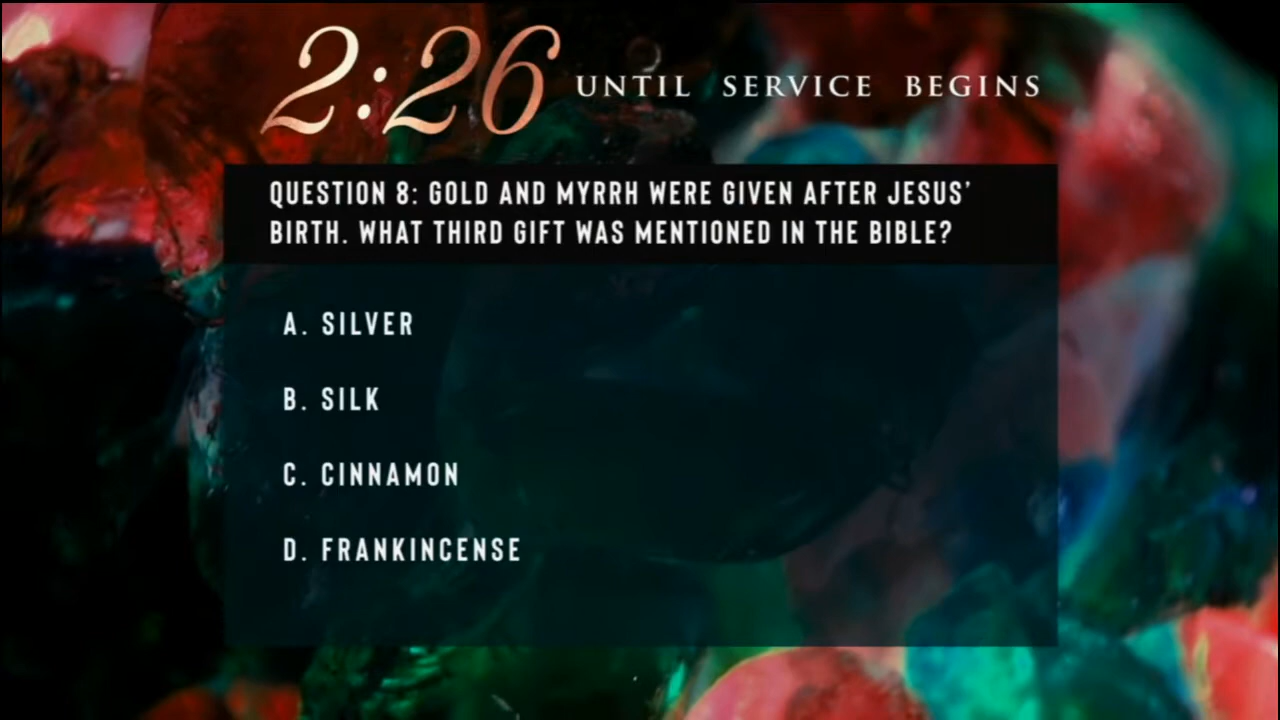 2:26 UNTIL SERVICE BEGINS
QUESTION 8: GOLD AND MYRRH WERE GIVEN AFTER JESUS’
BIRTH. WHAT THIRD GIFT WAS MENTIONED IN THE BIBLE?
A. SILVER
B. SILK
C. CINNAMON
D. FRANKINCENSE